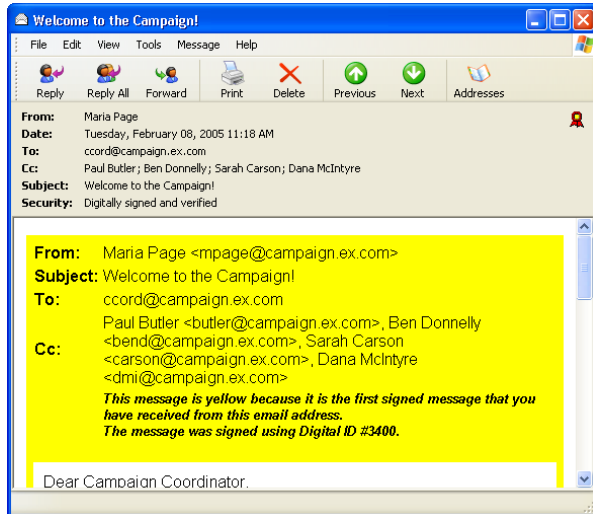 Welcome to the Campaign!
File Edit View Tools Message Help
Reply Reply All Forward Print Delete Previous Next Addresses
From: Maria Page
Date: Tuesday, February 08, 2005 11:18 AM
To: ccord@campaign.ex.com
Cc: Paul Butler; Ben Donnelly; Sarah Carson; Dana McIntyre
Subject: Welcome to the Campaign!
Security: Digitally signed and verified
From: Maria Page <mpage@campaign.ex.com>
Subject: Welcome to the Campaign!
To: ccord@campaign.ex.com
Cc: Paul Butler <butler@campaign.ex.com>, Ben Donnelly
<bend@campaign.ex.com>, Sarah Carson
<carson@campaign.ex.com>, Dana McIntyre
<dmi@campaign.ex.com>
This message is yellow because it is the first signed message that you
have received from this email address.
The message was signed using Digital ID #3400.
Dear Campaign Coordinator,